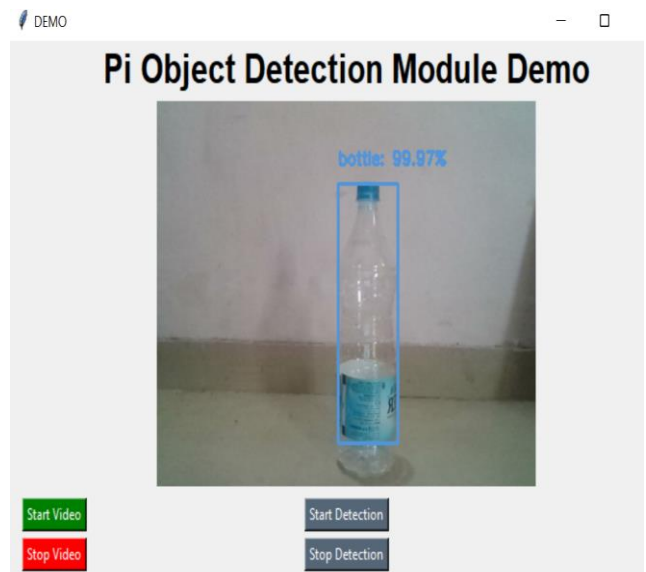 DEMO
Pi Object Detection Module Demo
bottle: 99.97%
Start Video
Start Detection
Stop Video
Stop Detection